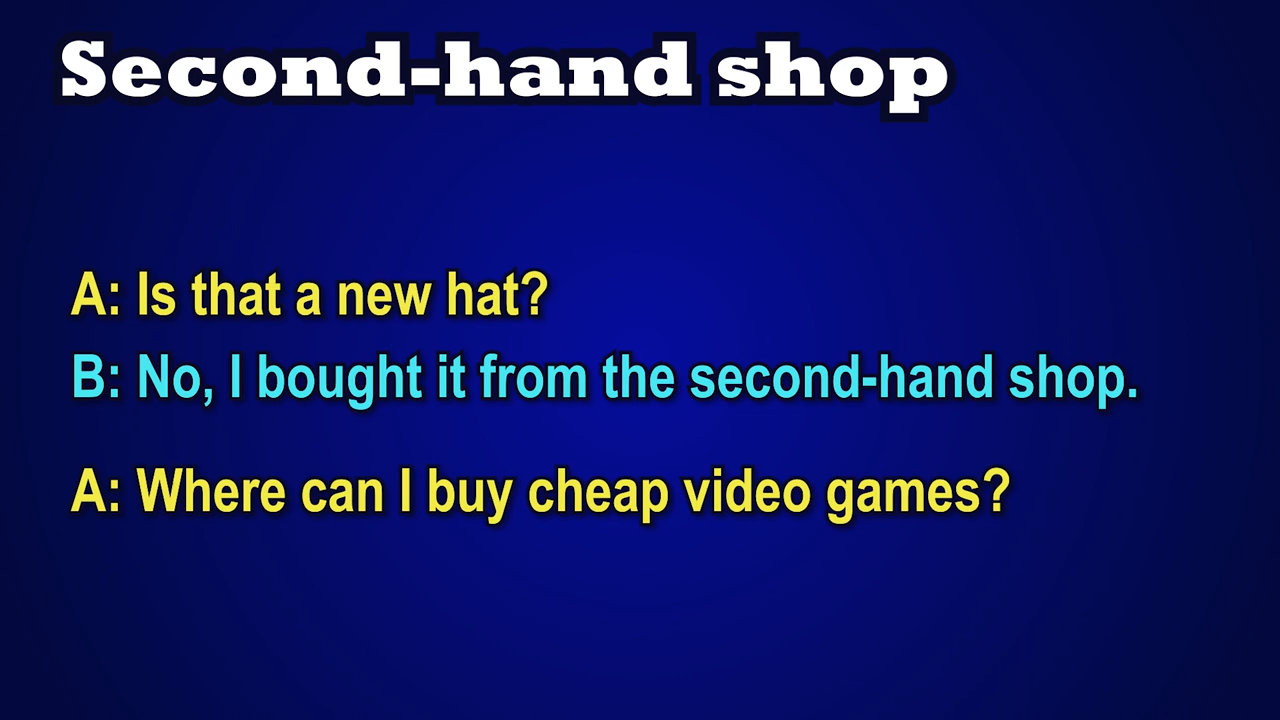 Second-hand shop
A: Is that a new hat?
B: No, I bought it from the second-hand shop.
A: Where can I buy cheap video games?